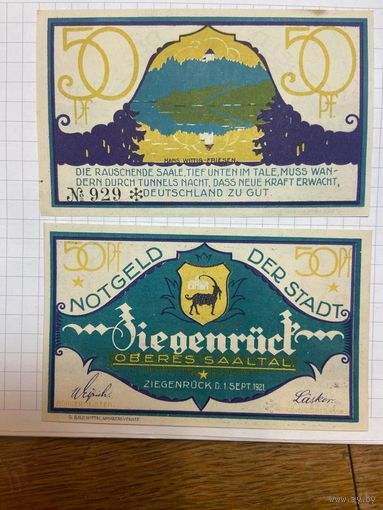 50 50
Pf. Pf.
HANS WITTIG-FRIESEN.
DIE RAUSCHENDE SAALE, TIEF UNTEN IM TALE, MUSS WAN-
DERN DURCH TUNNELS NACHT, DASS NEUE KRAFT ERWACHT,
№ 929 ✻ DEUTSCHLAND ZU GUT.
50 Pf 50 Pf
NOTGELD DER STADT
Ziegenrück
OBERES SAALTAL
ZIEGENRÜCK D. 1. SEPT. 1921.
Lasker.
www.ay.by